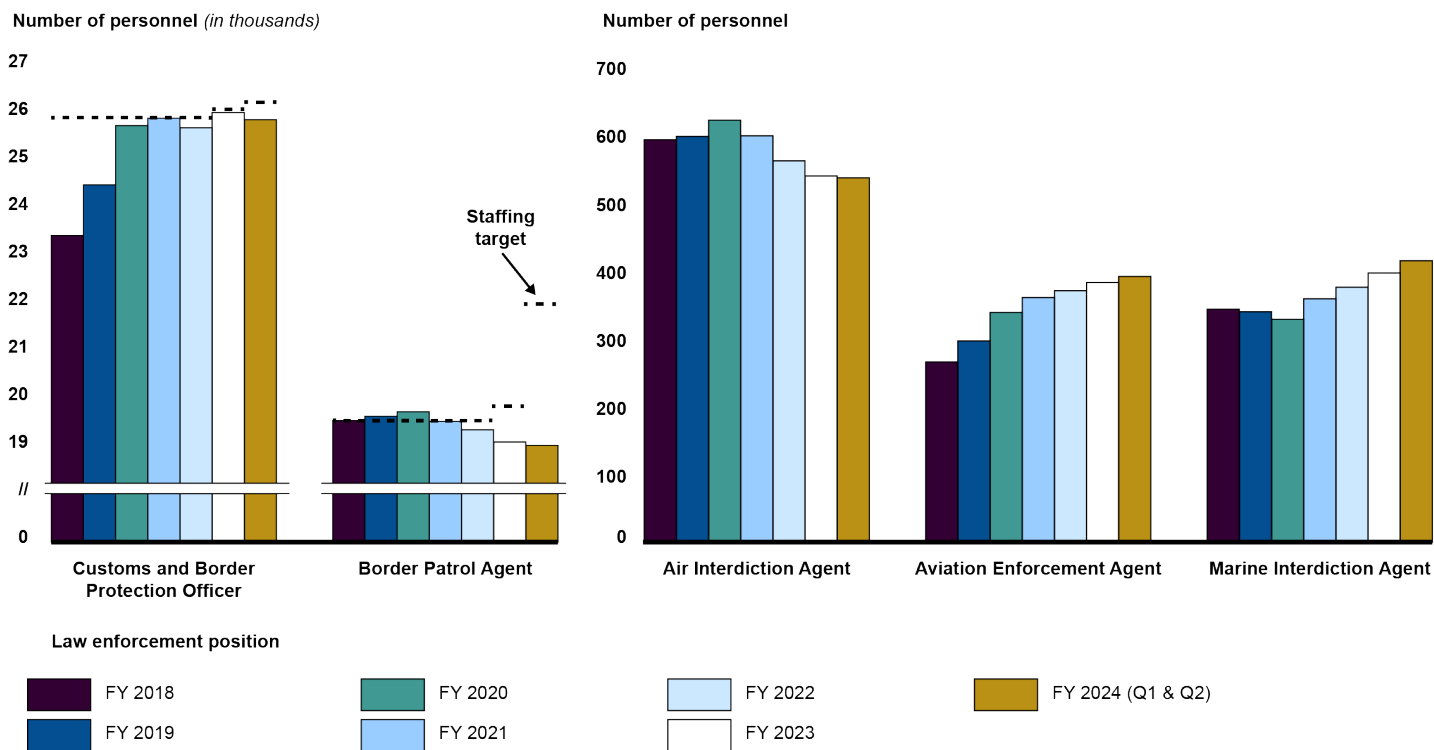 Number of personnel (in thousands)
27
26
25
24
23
22
21
20
19
//
0
Staffing
target
Customs and Border
Protection Officer
Border Patrol Agent
Number of personnel
700
600
500
400
300
200
100
0
Air Interdiction Agent
Aviation Enforcement Agent
Marine Interdiction Agent
Law enforcement position
FY 2018
FY 2019
FY 2020
FY 2021
FY 2022
FY 2023
FY 2024 (Q1 & Q2)